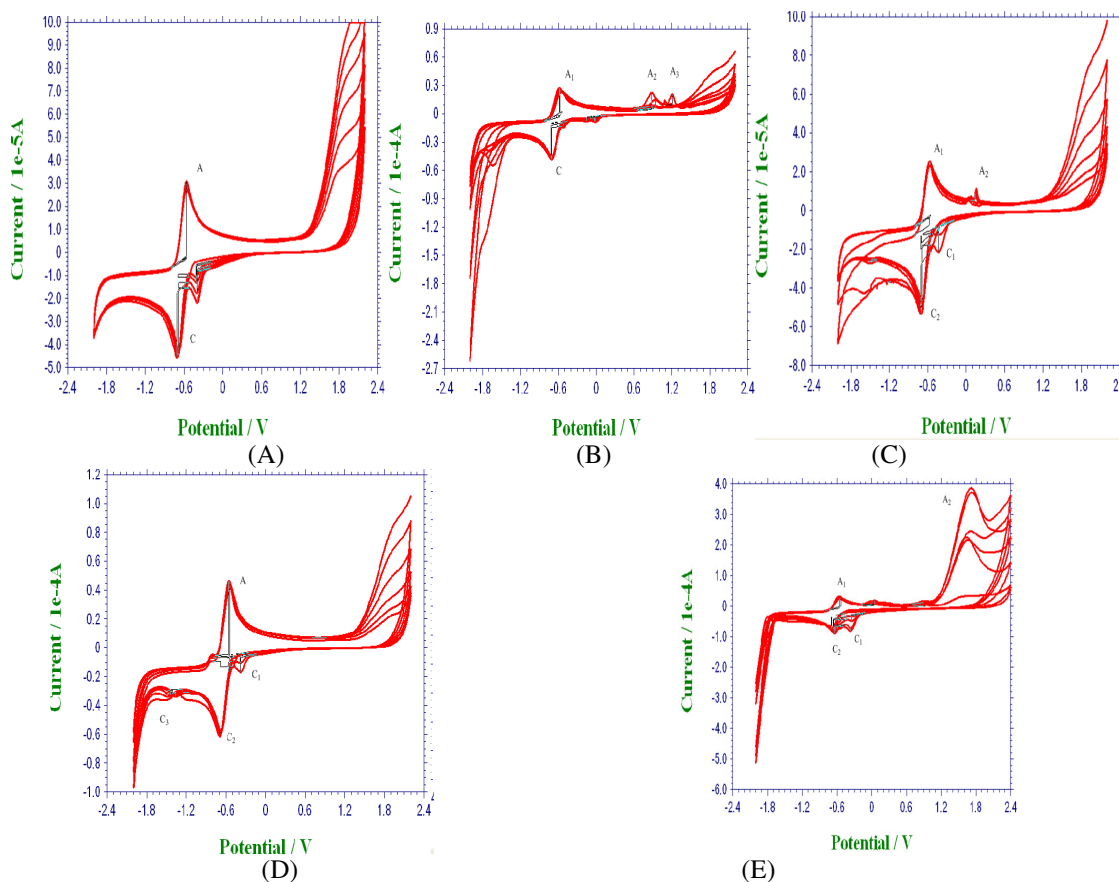 10.0
9.0
8.0
7.0
6.0
5.0
4.0
3.0
2.0
1.0
0
-1.0
-2.0
-3.0
-4.0
-5.0
-2.4 -1.8 -1.2 -0.6 0 0.6 1.2 1.8 2.4
Current / 1e-5A
Potential / V
A
C
(A)
0.9
0.6
0.3
0
-0.3
-0.6
-0.9
-1.2
-1.5
-1.8
-2.1
-2.4
-2.7
-2.4 -1.8 -1.2 -0.6 0 0.6 1.2 1.8 2.4
Current / 1e-4A
Potential / V
A1
A2
A3
C
(B)
10.0
8.0
6.0
4.0
2.0
0
-2.0
-4.0
-6.0
-8.0
-2.4 -1.8 -1.2 -0.6 0 0.6 1.2 1.8 2.4
Current / 1e-5A
Potential / V
A1
A2
C1
C2
(C)
1.2
1.0
0.8
0.6
0.4
0.2
0
-0.2
-0.4
-0.6
-0.8
-1.0
-2.4 -1.8 -1.2 -0.6 0 0.6 1.2 1.8
Current / 1e-4A
Potential / V
A
C1
C2
C3
(D)
4.0
3.0
2.0
1.0
0
-1.0
-2.0
-3.0
-4.0
-5.0
-6.0
-2.4 -1.8 -1.2 -0.6 0 0.6 1.2 1.8 2.4
Current / 1e-4A
Potential / V
A1
A2
C1
C2
(E)